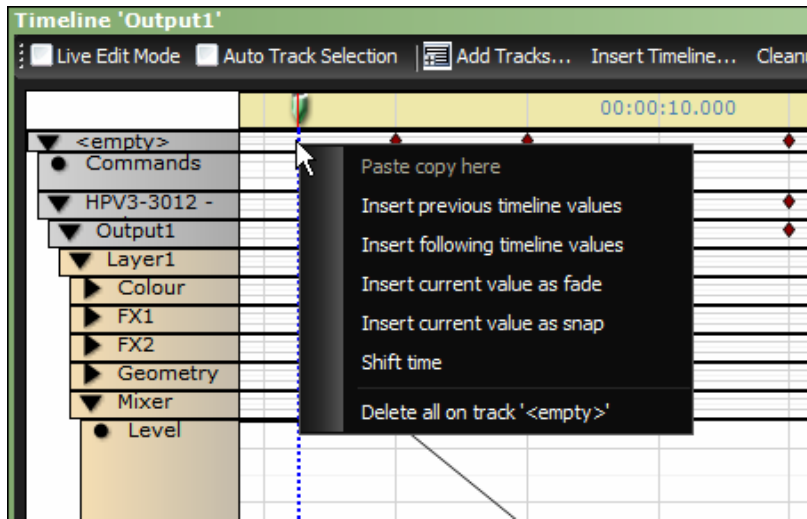 Timeline 'Output1'
Live Edit Mode Auto Track Selection Add Tracks... Insert Timeline...
00:00:10.000
<empty>
Commands
HPV3-3012 -
Output1
Layer1
Colour
FX1
FX2
Geometry
Mixer
Level
Paste copy here
Insert previous timeline values
Insert following timeline values
Insert current value as fade
Insert current value as snap
Shift time
Delete all on track '<empty>'